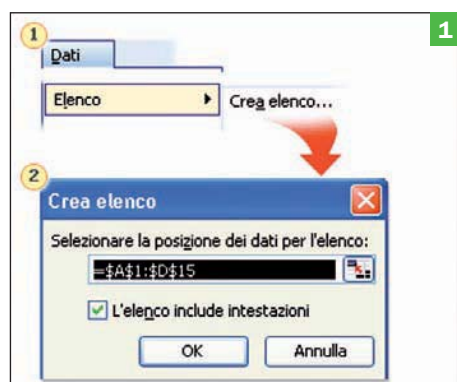 1
1
Dati
Elenco Crea elenco...
2
Crea elenco
Selezionare la posizione dei dati per l'elenco:
=$A$1:$D$15
L'elenco include intestazioni
OK Annulla